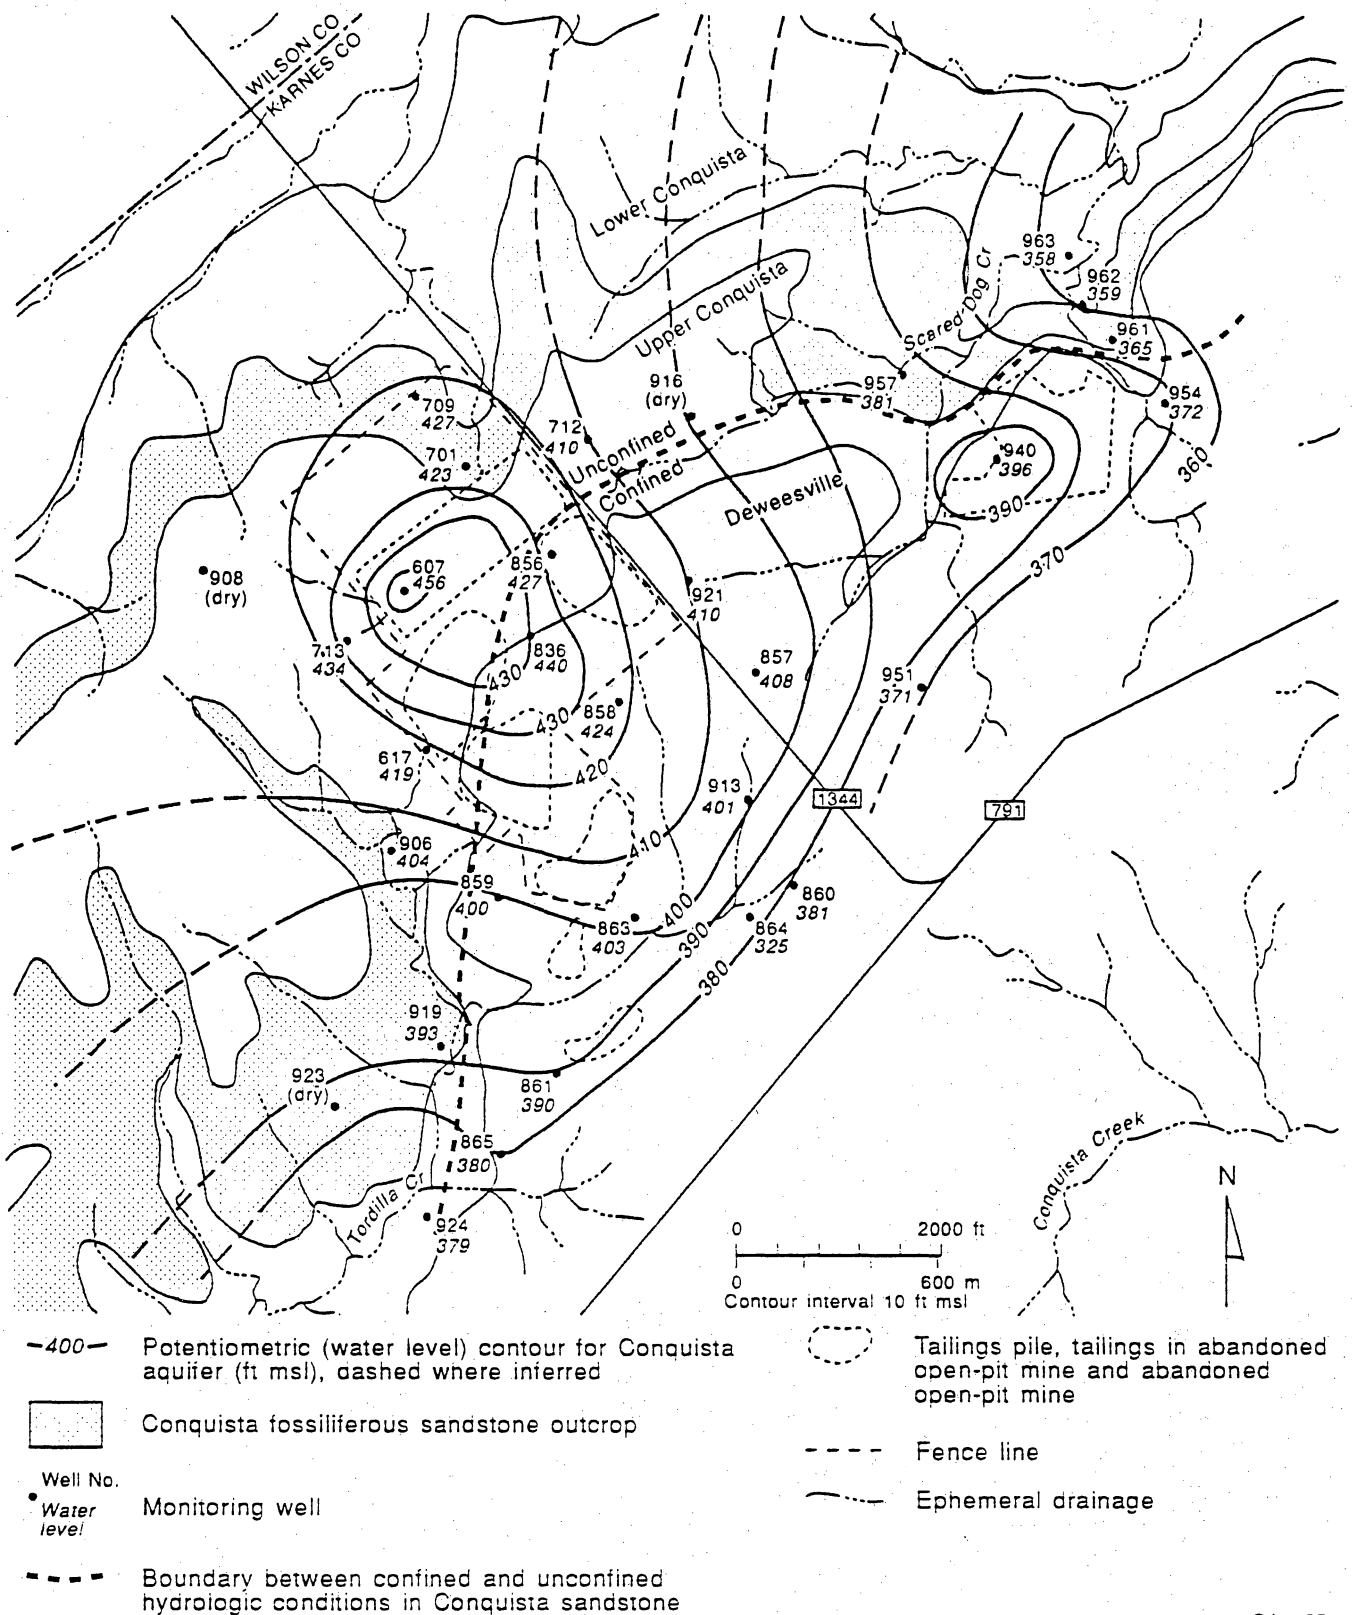 WILSON CO
KARNES CO
Lower Conquista
Upper Conquista
Scared Dog Cr
963
358
962
359
961
365
954
372
957
381
916
(dry)
709
427
712
410
701
423
Unconfined
Confined
Deweesville
940
396
390
360
370
908
(dry)
607
456
856
427
921
410
713
434
836
440
430
857
408
951
371
858
424
430
617
419
420
913
401
1344
791
906
404
410
859
400
860
381
863
403
400
864
325
390
380
919
393
923
(dry)
861
390
865
380
Tordilla Cr
924
379
Conquista Creek
N
0 2000 ft
0 600 m
Contour interval 10 ft msl
-400-
Potentiometric (water level) contour for Conquista
aquifer (ft msl), dashed where inferred
Conquista fossiliferous sandstone outcrop
Well No.
Water
level
Monitoring well
Boundary between confined and unconfined
hydrologic conditions in Conquista sandstone
Tailings pile, tailings in abandoned
open-pit mine and abandoned
open-pit mine
Fence line
Ephemeral drainage